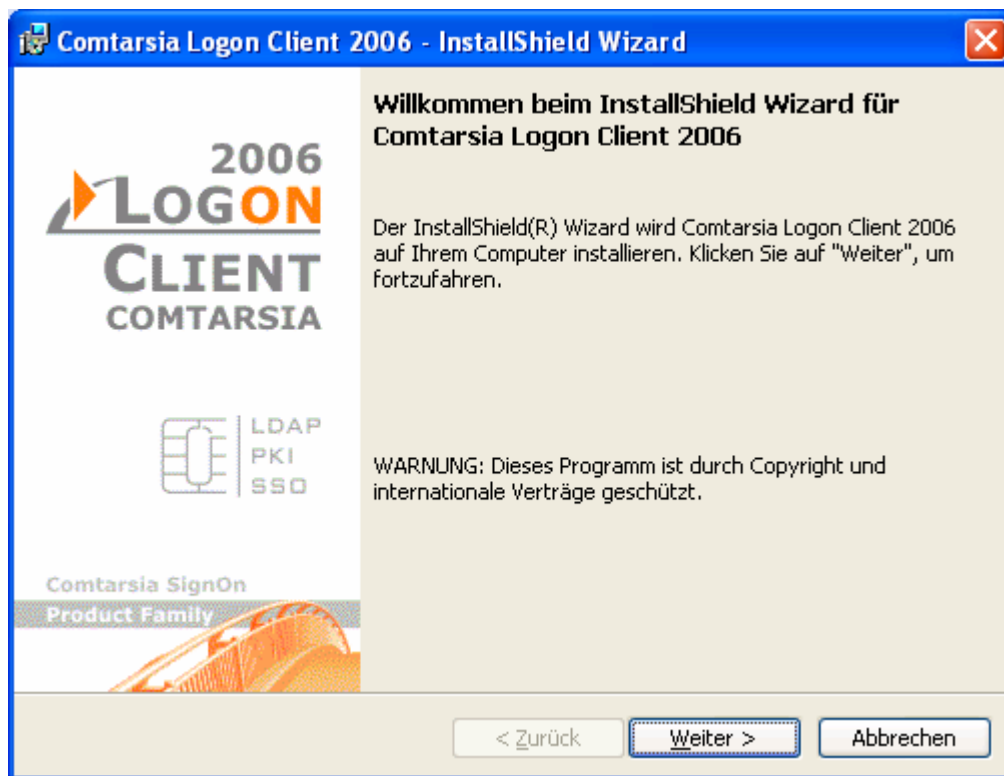 Comtarsia Logon Client 2006 - InstallShield Wizard
2006
LOGON
CLIENT
COMTARSIA
LDAP
PKI
SSO
Comtarsia SignOn
Product Family
Willkommen beim InstallShield Wizard für
Comtarsia Logon Client 2006
Der InstallShield(R) Wizard wird Comtarsia Logon Client 2006
auf Ihrem Computer installieren. Klicken Sie auf "Weiter", um
fortzufahren.
WARNUNG: Dieses Programm ist durch Copyright und
internationale Verträge geschützt.
< Zurück
Weiter >
Abbrechen